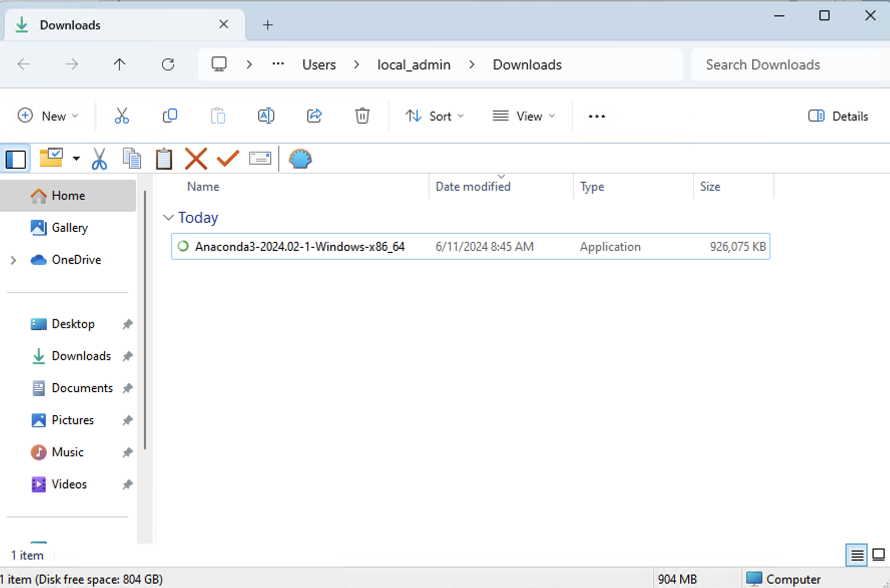 Downloads
Users
local_admin
Downloads
Search Downloads
New
Sort
View
Details
Name
Date modified
Type
Size
Home
Gallery
OneDrive
Desktop
Downloads
Documents
Pictures
Music
Videos
Today
Anaconda3-2024.02-1-Windows-x86_64 6/11/2024 8:45 AM Application 926,075 KB
1 item
1 item (Disk free space: 804 GB)
904 MB
Computer